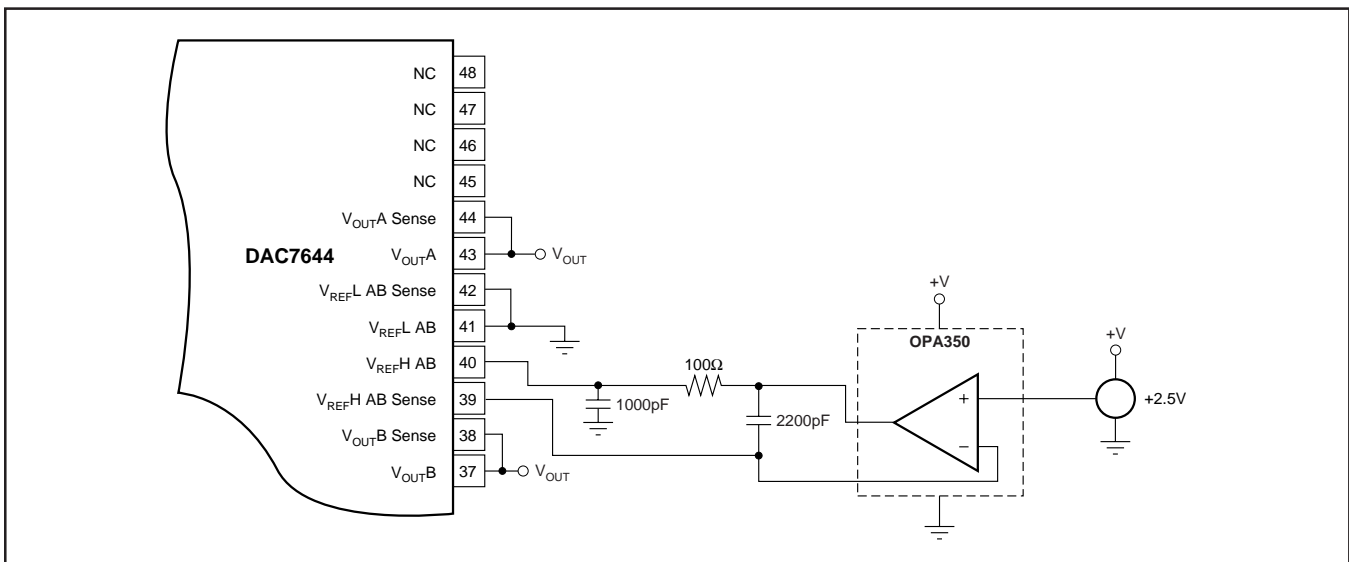 NC 48
NC 47
NC 46
NC 45
VOUTA Sense 44
DAC7644
VOUTA 43
VOUT
VREFL AB Sense 42
VREFL AB 41
VREFH AB 40
VREFH AB Sense 39
VOUTB Sense 38
VOUTB 37
VOUT
100Ω
1000pF
2200pF
+V
OPA350
+
−
+V
+2.5V